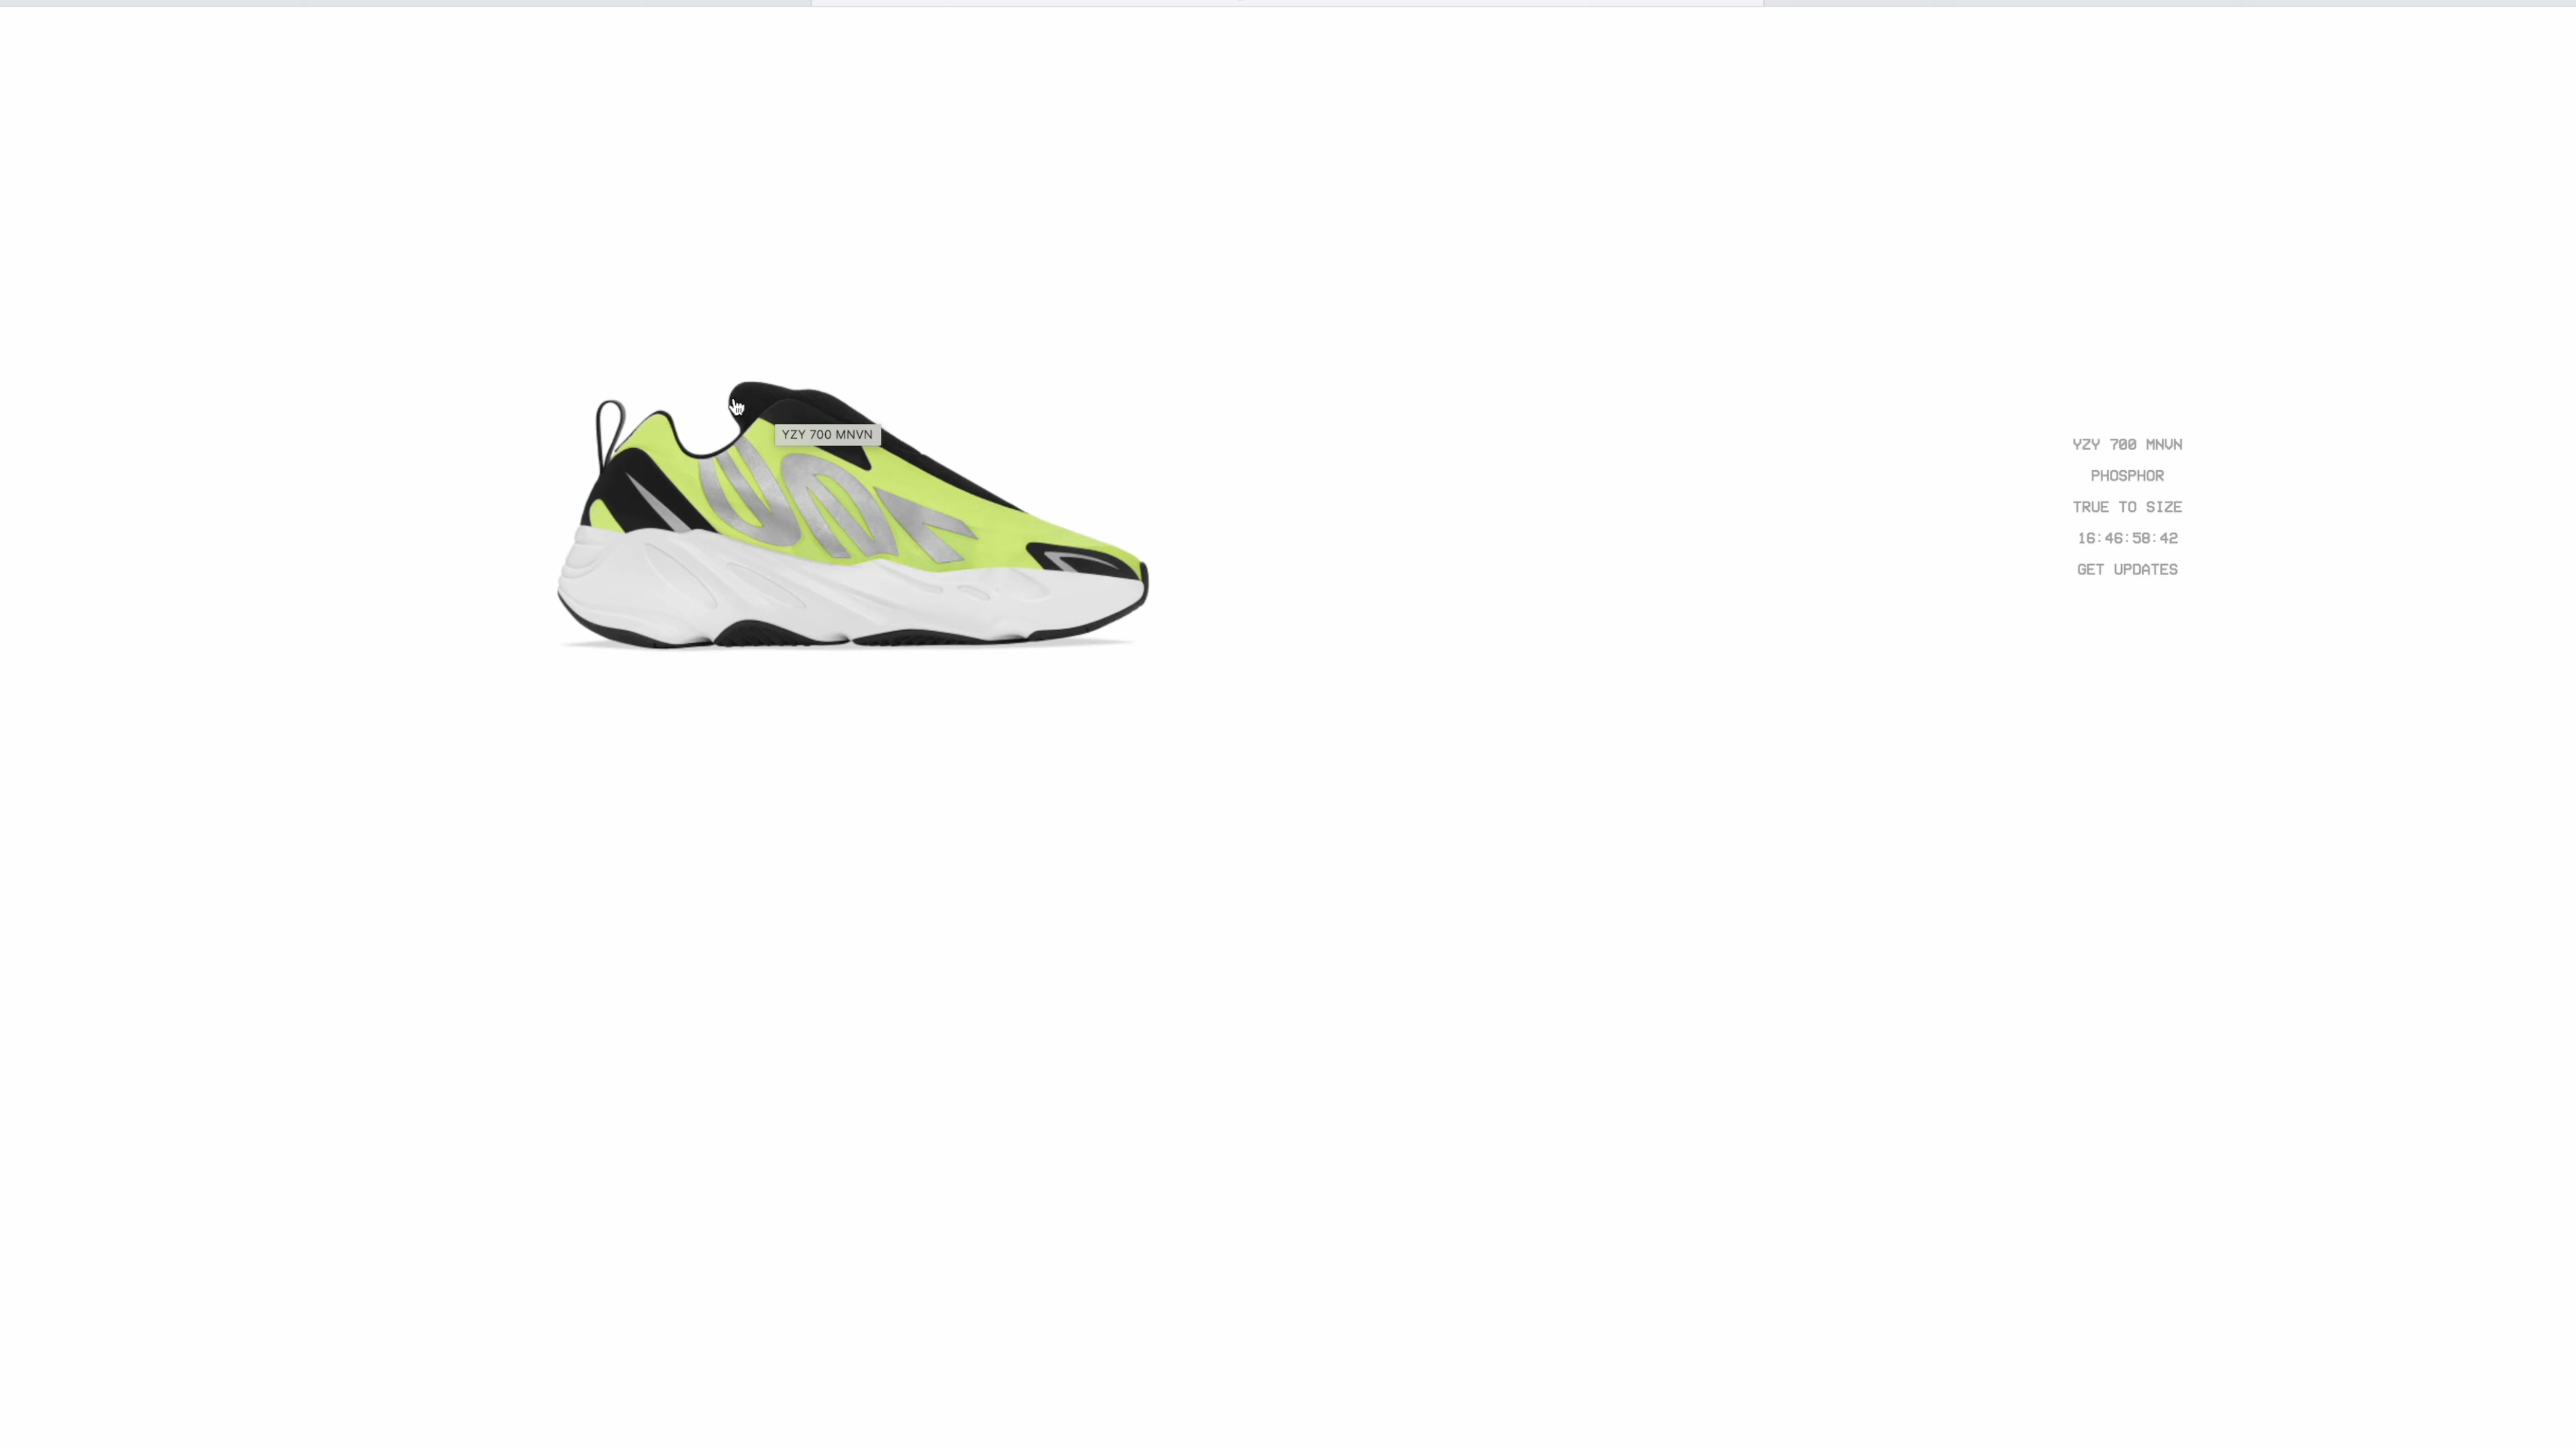 YZY 700 MNVN
YZY 700 MNVN
PHOSPHOR
TRUE TO SIZE
16:46:58:42
GET UPDATES